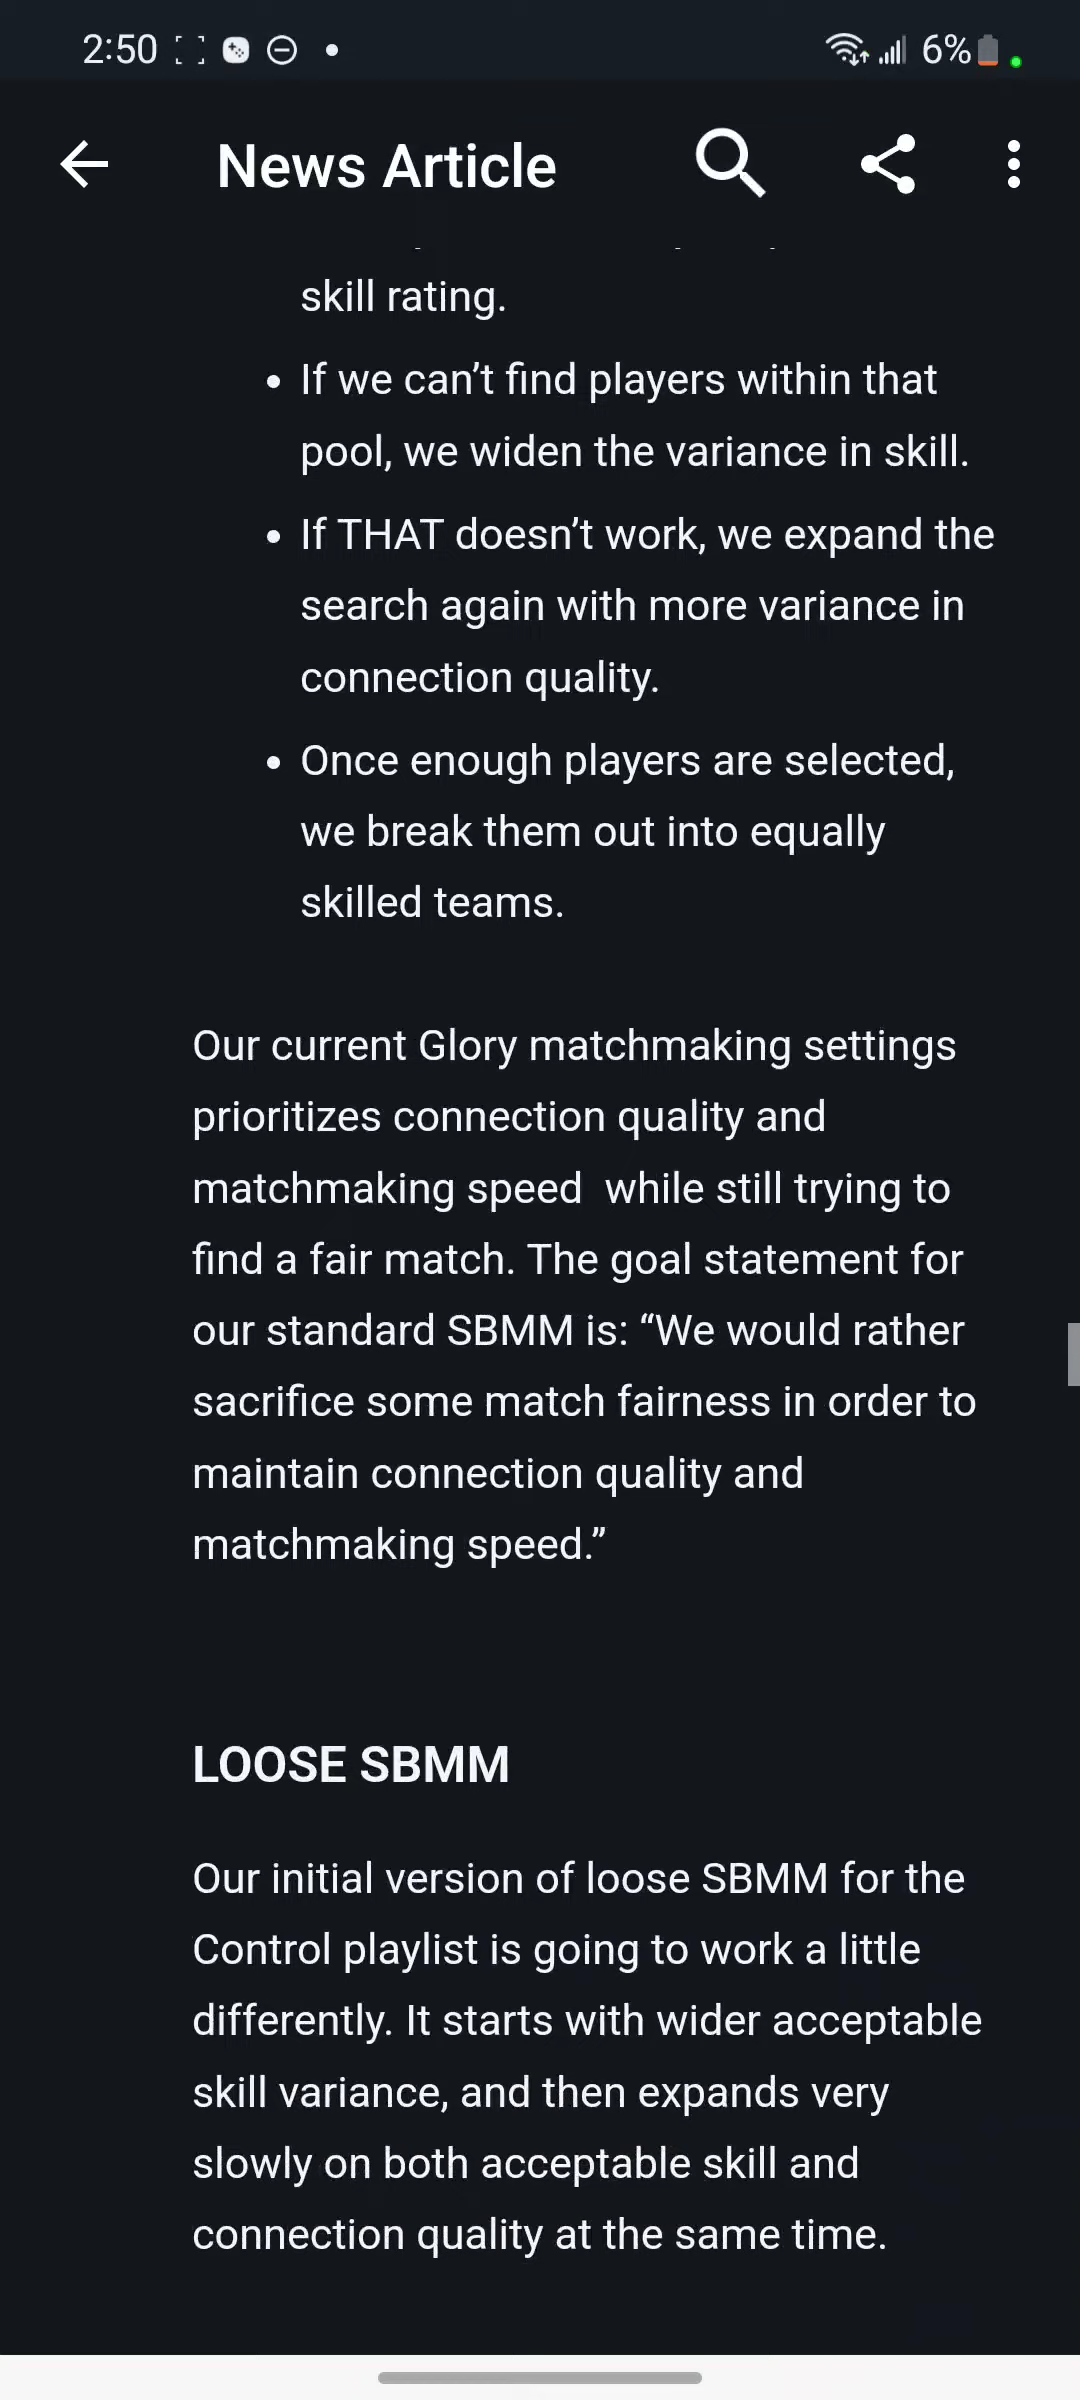 2:50
6%
News Article
skill rating.
• If we can’t find players within that
pool, we widen the variance in skill.
• If THAT doesn’t work, we expand the
search again with more variance in
connection quality.
• Once enough players are selected,
we break them out into equally
skilled teams.
Our current Glory matchmaking settings
prioritizes connection quality and
matchmaking speed  while still trying to
find a fair match. The goal statement for
our standard SBMM is: “We would rather
sacrifice some match fairness in order to
maintain connection quality and
matchmaking speed.”
LOOSE SBMM
Our initial version of loose SBMM for the
Control playlist is going to work a little
differently. It starts with wider acceptable
skill variance, and then expands very
slowly on both acceptable skill and
connection quality at the same time.